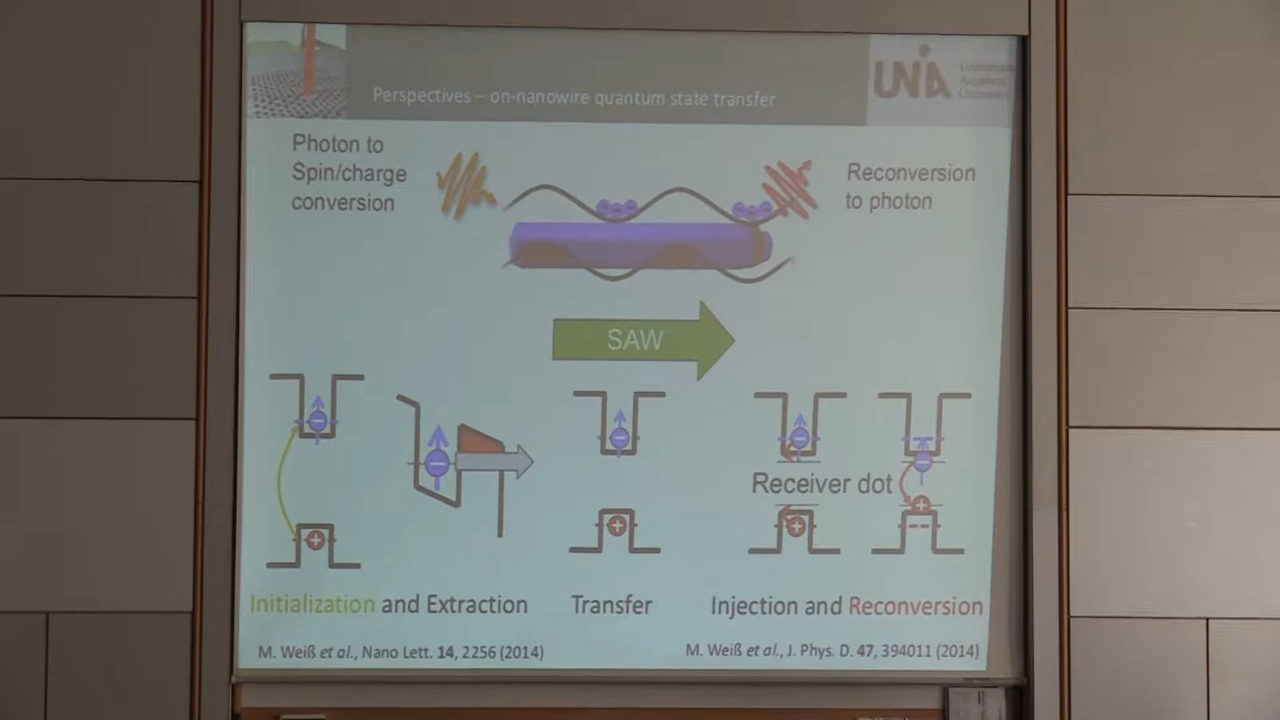 Perspectives – on-nanowire quantum state transfer
UNIA
Photon to
Spin/charge
conversion
Reconversion
to photon
SAW
Receiver dot
Initialization and Extraction
Transfer
Injection and Reconversion
M. Weiß et al., Nano Lett. 14, 2256 (2014)
M. Weiß et al., J. Phys. D. 47, 394011 (2014)